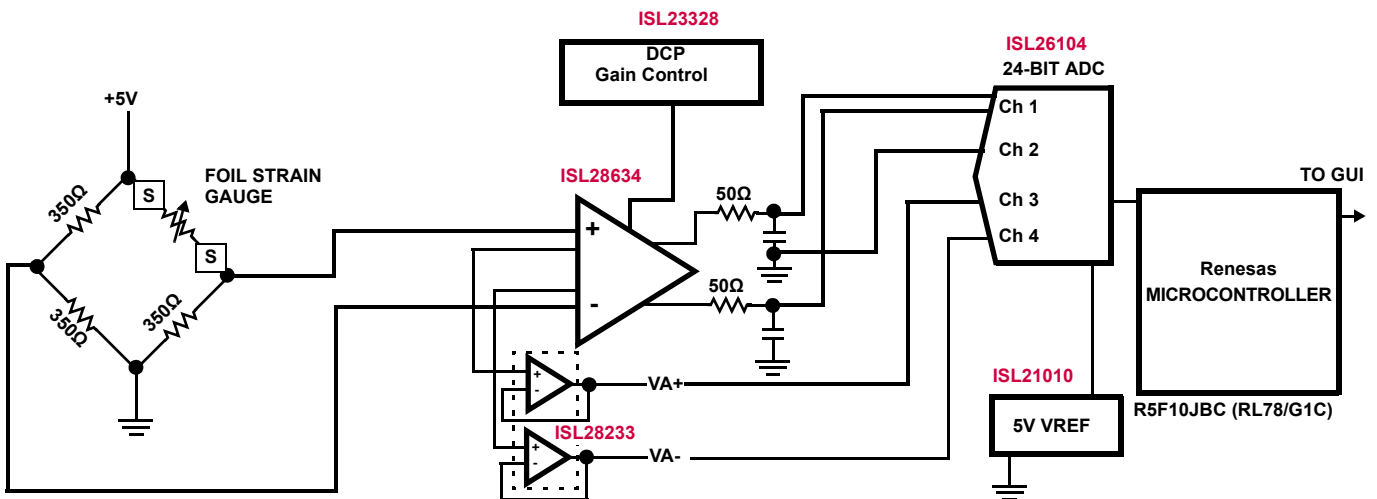 ISL23328
DCP
Gain Control
ISL26104
24-BIT ADC
+5V
Ch 1
Ch 2
Ch 3
Ch 4
FOIL STRAIN
GAUGE
S
S
350Ω
350Ω
350Ω
ISL28634
+
-
50Ω
50Ω
TO GUI
Renesas
MICROCONTROLLER
R5F10JBC (RL78/G1C)
ISL21010
5V VREF
+
-
VA+
ISL28233
+
-
VA-